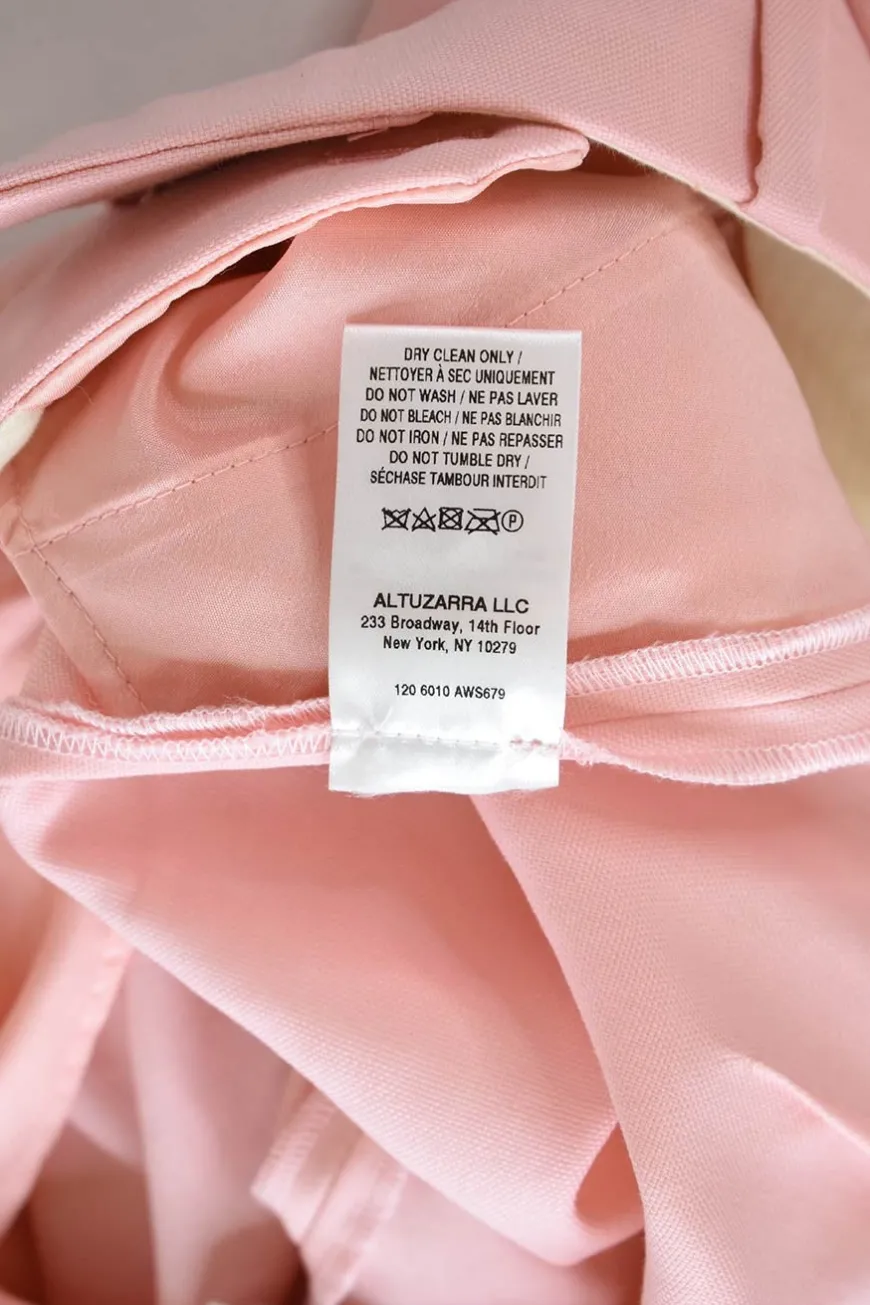 DRY CLEAN ONLY /
NETTOYER À SEC UNIQUEMENT
DO NOT WASH / NE PAS LAVER
DO NOT BLEACH / NE PAS BLANCHIR
DO NOT IRON / NE PAS REPASSER
DO NOT TUMBLE DRY /
SÉCHASE TAMBOUR INTERDIT
P
ALTUZARRA LLC
233 Broadway, 14th Floor
New York, NY 10279
120 6010 AWS679